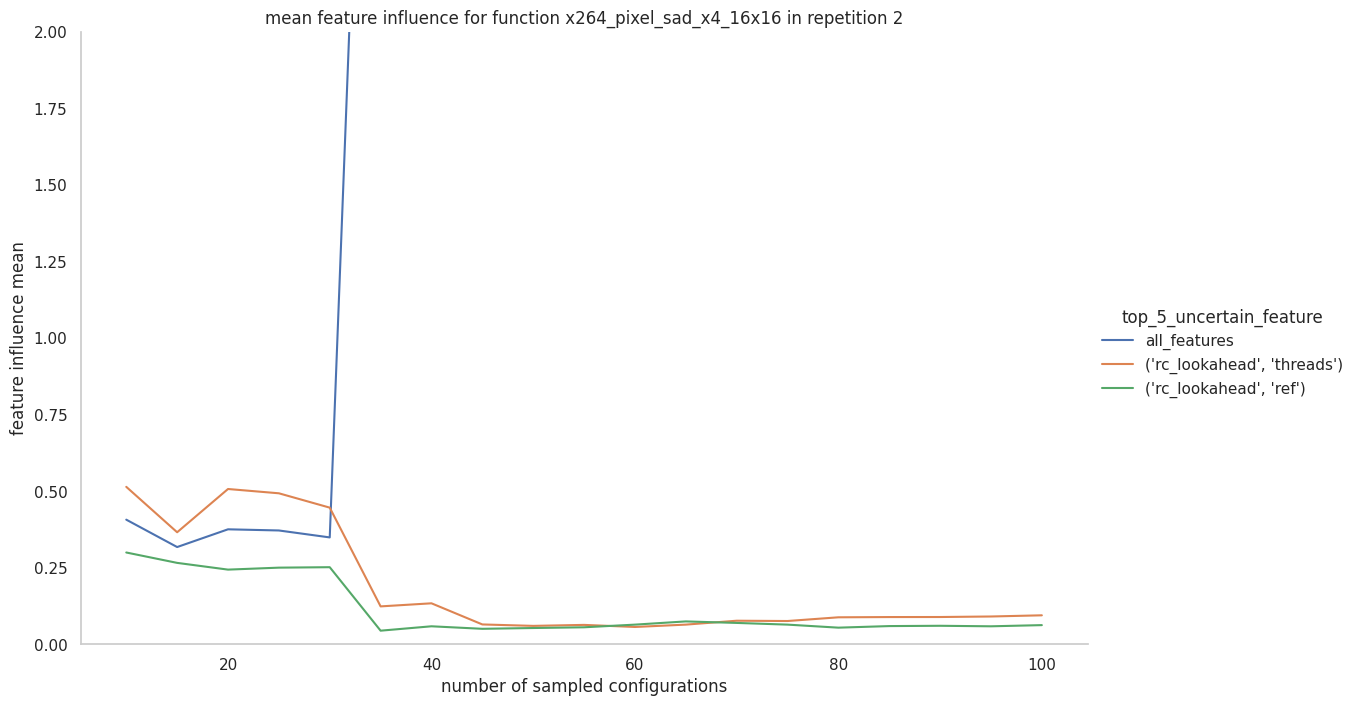 mean feature influence for function x264_pixel_sad_x4_16x16 in repetition 2
2.00
1.75
1.50
1.25
1.00
0.75
0.50
0.25
0.00
feature influence mean
20
40
60
80
100
number of sampled configurations
top_5_uncertain_feature
all_features
('rc_lookahead', 'threads')
('rc_lookahead', 'ref')